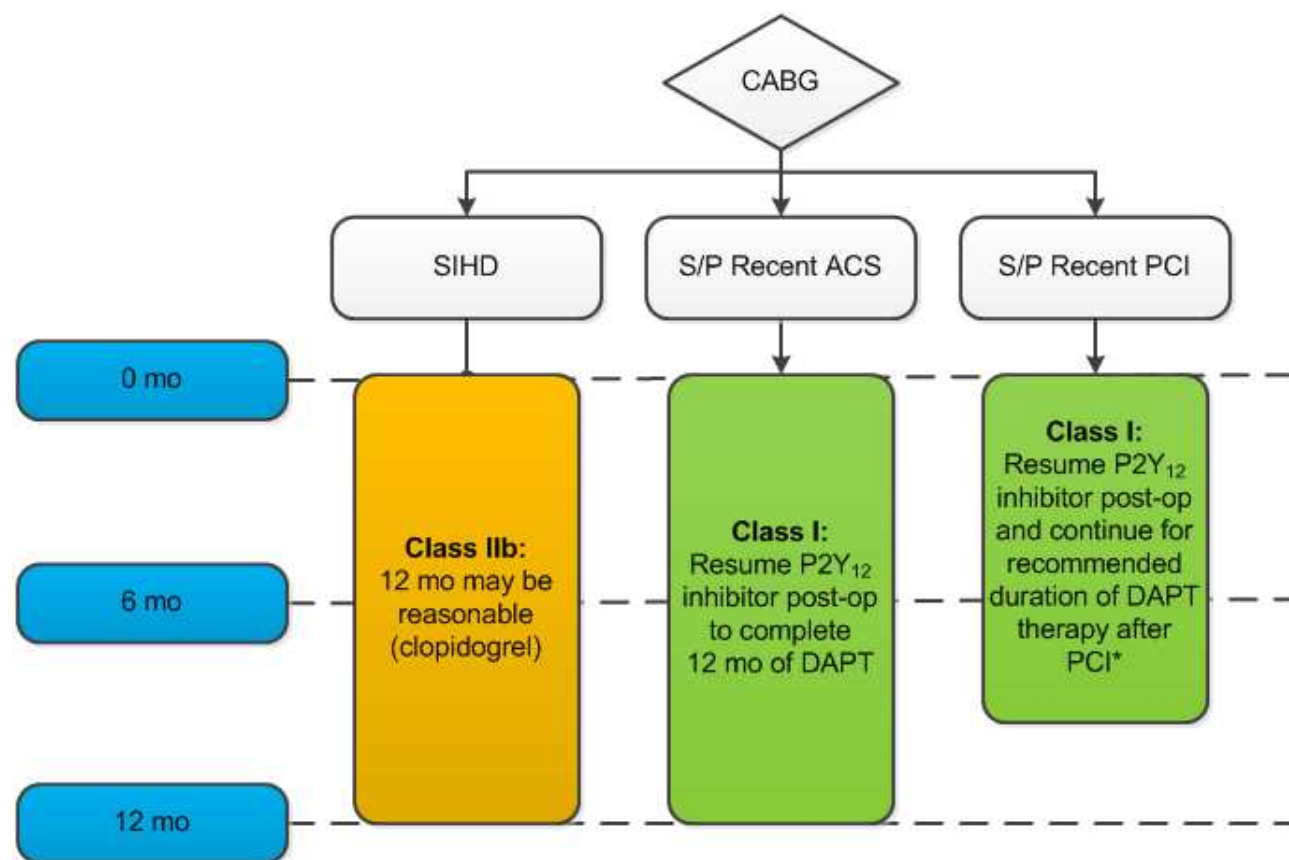 CABG
SIHD
S/P Recent ACS
S/P Recent PCI
0 mo
6 mo
12 mo
Class IIb:
12 mo may be
reasonable
(clopidogrel)
Class I:
Resume P2Y₁₂
inhibitor post-op
to complete
12 mo of DAPT
Class I:
Resume P2Y₁₂
inhibitor post-op
and continue for
recommended
duration of DAPT
therapy after
PCI*